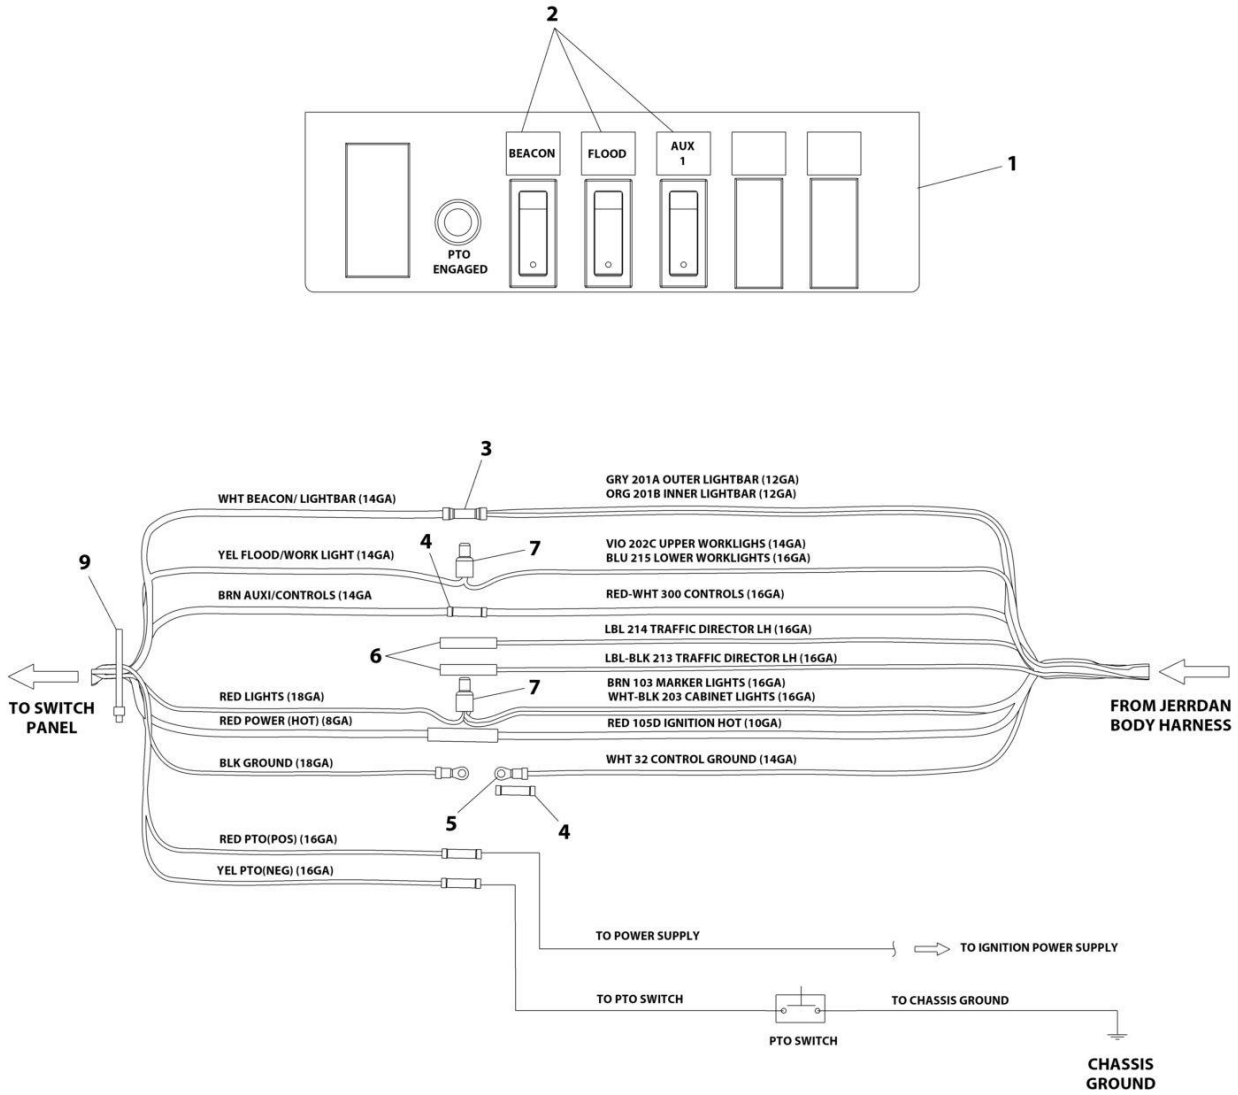 2
BEACON
FLOOD
AUX
1
1
PTO
ENGAGED
3
GRY 201A OUTER LIGHTBAR (12GA)
ORG 201B INNER LIGHTBAR (12GA)
WHT BEACON/ LIGHTBAR (14GA)
4
7
VIO 202C UPPER WORKLIGHS (14GA)
BLU 215 LOWER WORKLIGHTS (16GA)
YEL FLOOD/WORK LIGHT (14GA)
9
BRN AUXI/CONTROLS (14GA
RED-WHT 300 CONTROLS (16GA)
LBL 214 TRAFFIC DIRECTOR LH (16GA)
6
LBL-BLK 213 TRAFFIC DIRECTOR LH (16GA)
7
BRN 103 MARKER LIGHTS (16GA)
WHT-BLK 203 CABINET LIGHTS (16GA)
RED LIGHTS (18GA)
TO SWITCH
PANEL
FROM JERRDAN
BODY HARNESS
RED POWER (HOT) (8GA)
RED 105D IGNITION HOT (10GA)
BLK GROUND (18GA)
WHT 32 CONTROL GROUND (14GA)
5
4
RED PTO(POS) (16GA)
YEL PTO(NEG) (16GA)
TO POWER SUPPLY
TO IGNITION POWER SUPPLY
TO PTO SWITCH
TO CHASSIS GROUND
PTO SWITCH
CHASSIS
GROUND